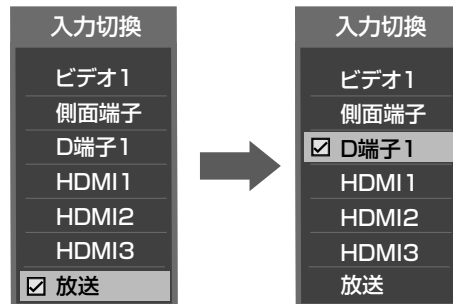 入力切換
ビデオ1
側面端子
D端子1
HDMI1
HDMI2
HDMI3
☑ 放送
入力切換
ビデオ1
側面端子
☑ D端子1
HDMI1
HDMI2
HDMI3
放送